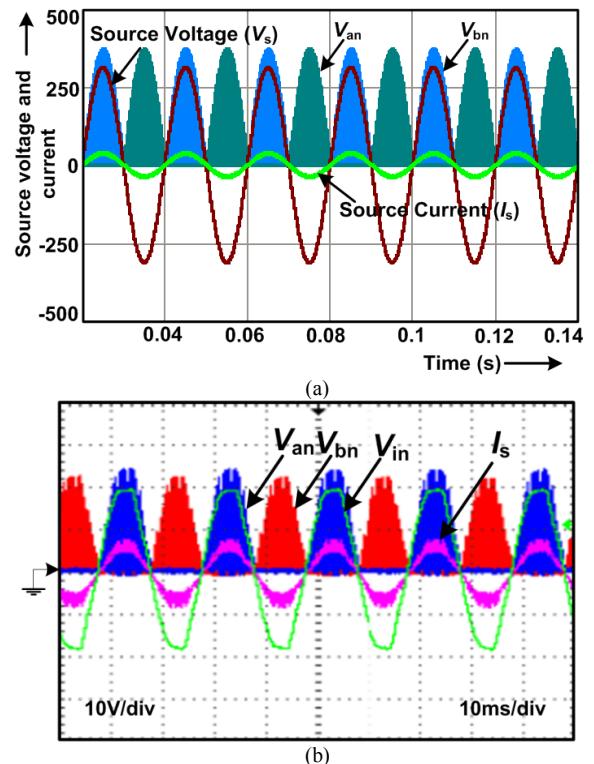 Source voltage and
current
500
250
0
-250
-500
Source Voltage (Vs)
Van
Vbn
Source Current (Is)
0.04
0.06
0.08
0.1
0.12
0.14
Time (s)
(a)
Van Vbn Vin
Is
10V/div
10ms/div
(b)